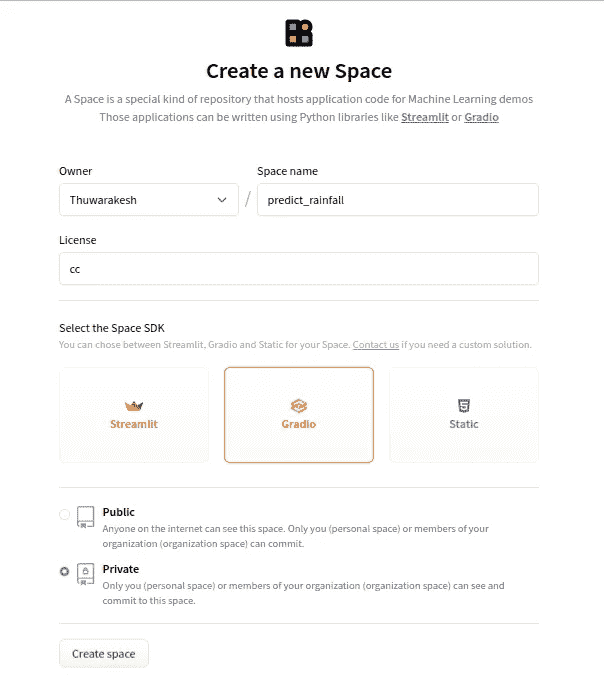 Create a new Space
A Space is a special kind of repository that hosts application code for Machine Learning demos
Those applications can be written using Python libraries like Streamlit or Gradio
Owner
Space name
Thuwarakesh
/
predict_rainfall
License
cc
Select the Space SDK
You can chose between Streamlit, Gradio and Static for your Space. Contact us if you need a custom solution.
Streamlit
Gradio
Static
Public
Anyone on the internet can see this space. Only you (personal space) or members of your
organization (organization space) can commit.
Private
Only you (personal space) or members of your organization (organization space) can see and
commit to this space.
Create space